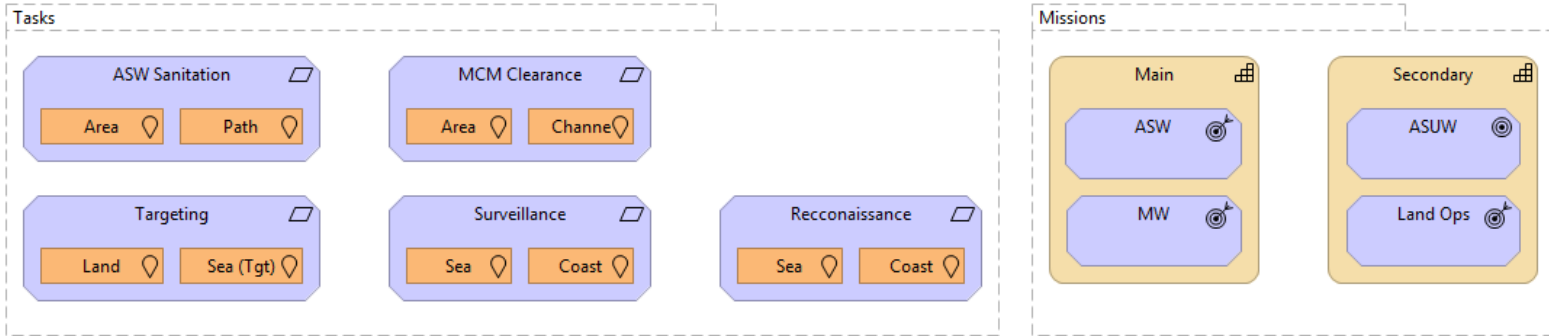 Tasks
Missions
ASW Sanitation
MCM Clearance
Main
Secondary
Area
Path
Area
Channe
ASW
ASUW
Targeting
Surveillance
Recconaissance
MW
Land Ops
Land
Sea (Tgt)
Sea
Coast
Sea
Coast